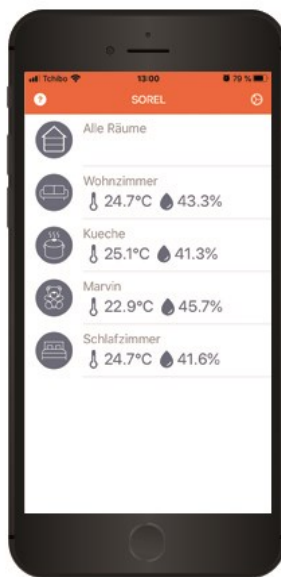 Tchibo 13:00 79 %
? SOREL
Alle Räume
Wohnzimmer
24.7°C 43.3%
Kueche
25.1°C 41.3%
Marvin
22.9°C 45.7%
Schlafzimmer
24.7°C 41.6%